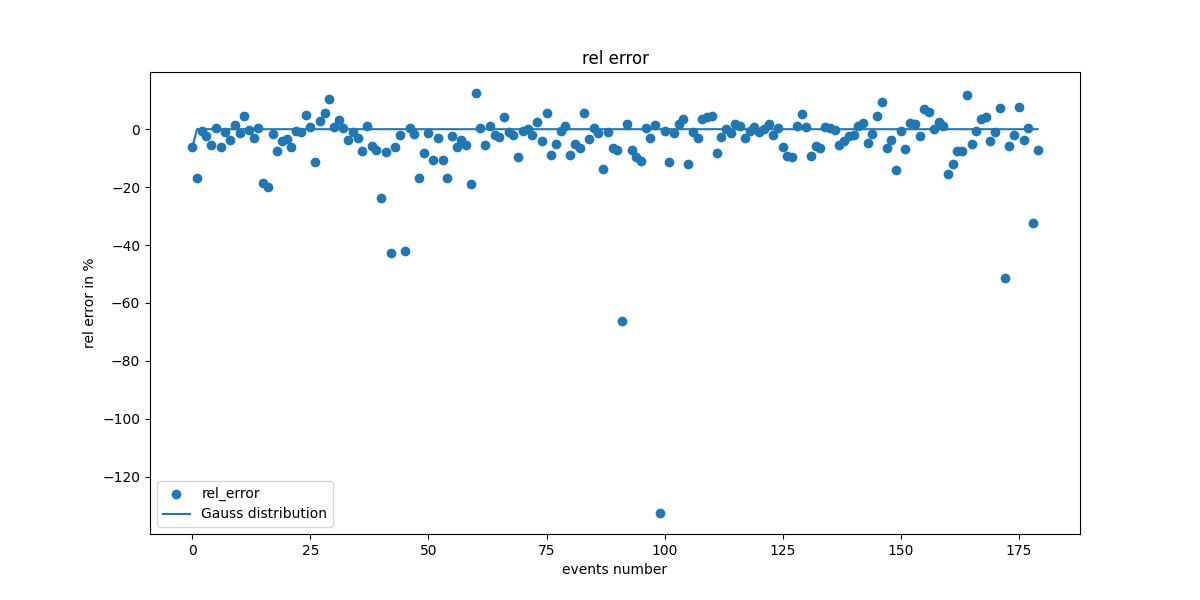 rel error
0
−20
−40
−60
−80
−100
−120
rel error in %
rel_error
Gauss distribution
0 25 50 75 100 125 150 175
events number